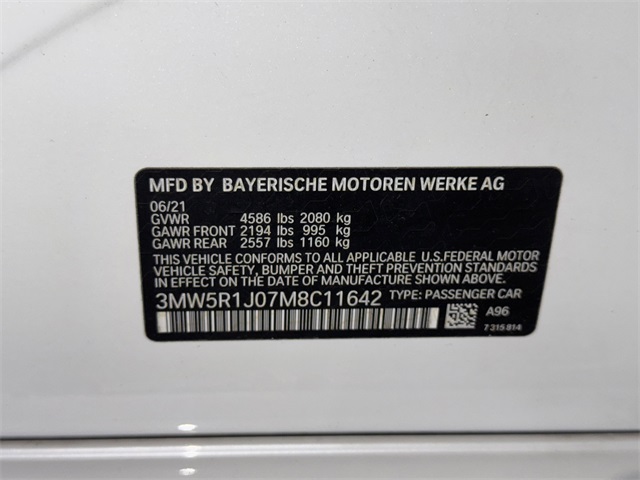 MFD BY BAYERISCHE MOTOREN WERKE AG
06/21
GVWR 4586 lbs 2080 kg
GAWR FRONT 2194 lbs 995 kg
GAWR REAR 2557 lbs 1160 kg
THIS VEHICLE CONFORMS TO ALL APPLICABLE U.S.FEDERAL MOTOR
VEHICLE SAFETY, BUMPER AND THEFT PREVENTION STANDARDS
IN EFFECT ON THE DATE OF MANUFACTURE SHOWN ABOVE.
3MW5R1J07M8C11642 TYPE: PASSENGER CAR
A96
7 315 814